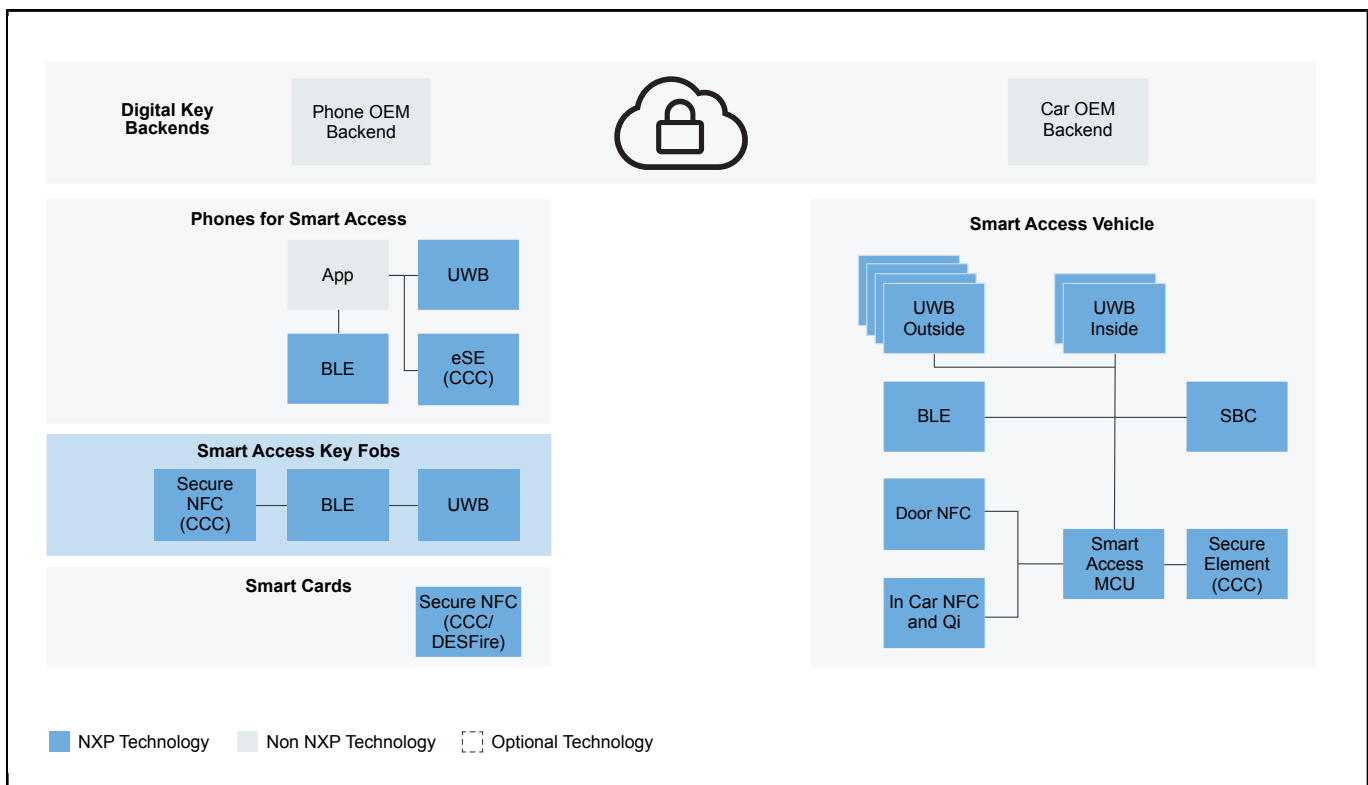 Digital Key
Backends
Phone OEM
Backend
Car OEM
Backend
Phones for Smart Access
App
UWB
BLE
eSE
(CCC)
Smart Access Key Fobs
Secure
NFC
(CCC)
BLE
UWB
Smart Cards
Secure NFC
(CCC/
DESFire)
Smart Access Vehicle
UWB
Outside
UWB
Inside
BLE
SBC
Door NFC
In Car NFC
and Qi
Smart
Access
MCU
Secure
Element
(CCC)
NXP Technology
Non NXP Technology
Optional Technology